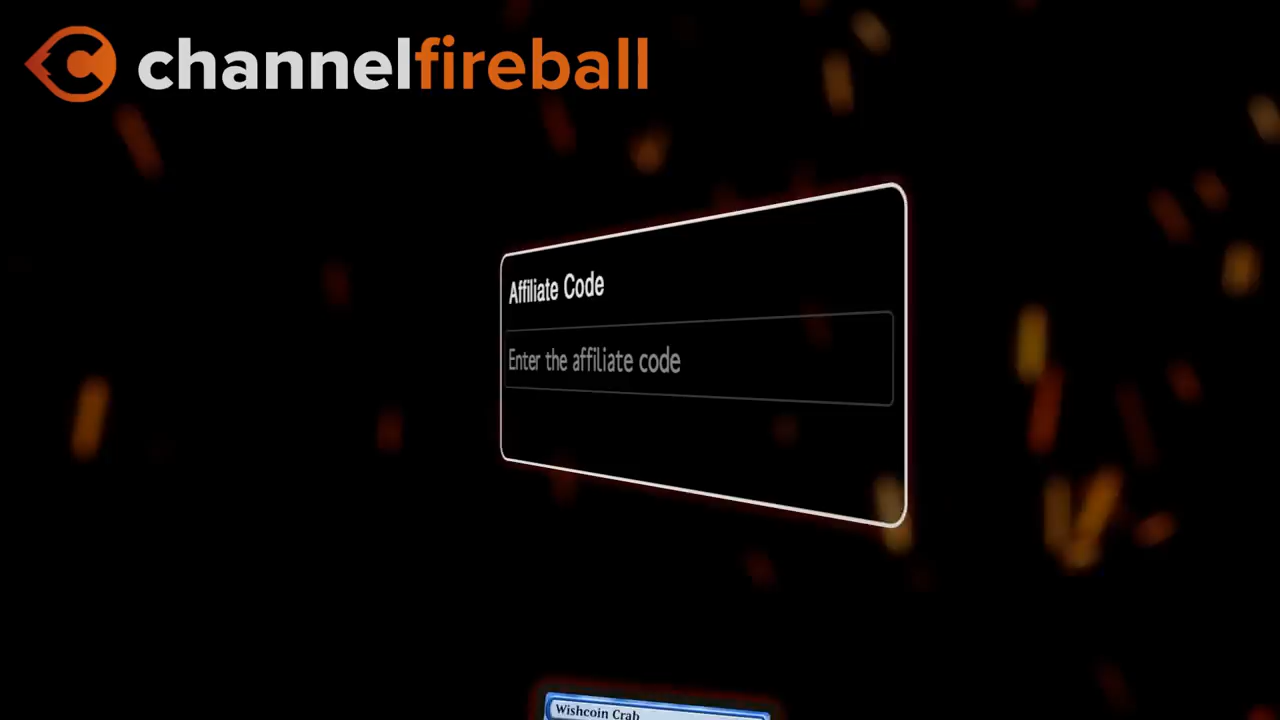 channelfireball
Affiliate Code
Enter the affiliate code
Wishcoin Crab